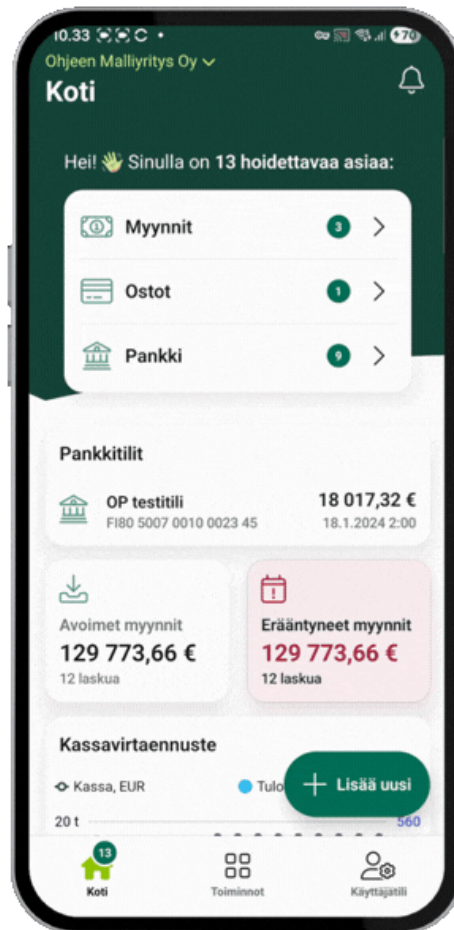 10.33
70
Ohjeen Malliyritys Oy
Koti
Hei! 👋 Sinulla on 13 hoidettavaa asiaa:
Myynnit 3
Ostot 1
Pankki 9
Pankkitilit
OP testitili 18 017,32 €
FI80 5007 0010 0023 45 18.1.2024 2:00
Avoimet myynnit
129 773,66 €
12 laskua
Erääntyneet myynnit
129 773,66 €
12 laskua
Kassavirtaennuste
Kassa, EUR Tulo
Lisää uusi
20 t 560
13
Koti Toiminnot Käyttäjätili